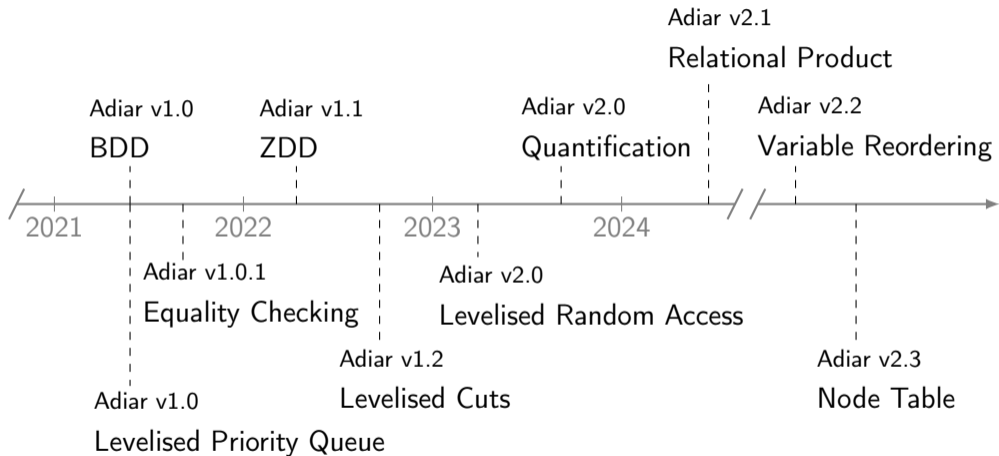 Adiar v2.1
Relational Product
Adiar v1.0
BDD
Adiar v1.1
ZDD
Adiar v2.0
Quantification
Adiar v2.2
Variable Reordering
2021
2022
2023
2024
Adiar v1.0.1
Equality Checking
Adiar v2.0
Levelised Random Access
Adiar v1.2
Levelised Cuts
Adiar v2.3
Node Table
Adiar v1.0
Levelised Priority Queue